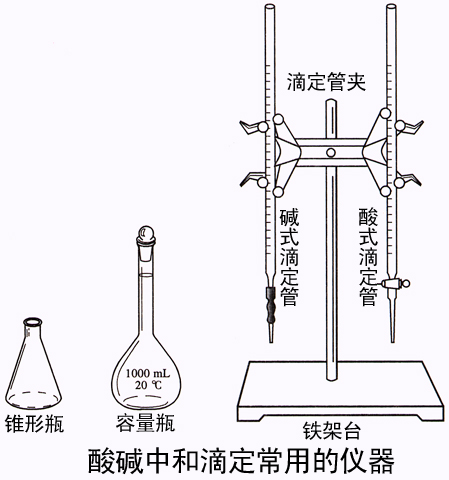 滴定管夹
碱式滴定管
酸式滴定管
1000 mL
20 ℃
锥形瓶
容量瓶
铁架台
酸碱中和滴定常用的仪器